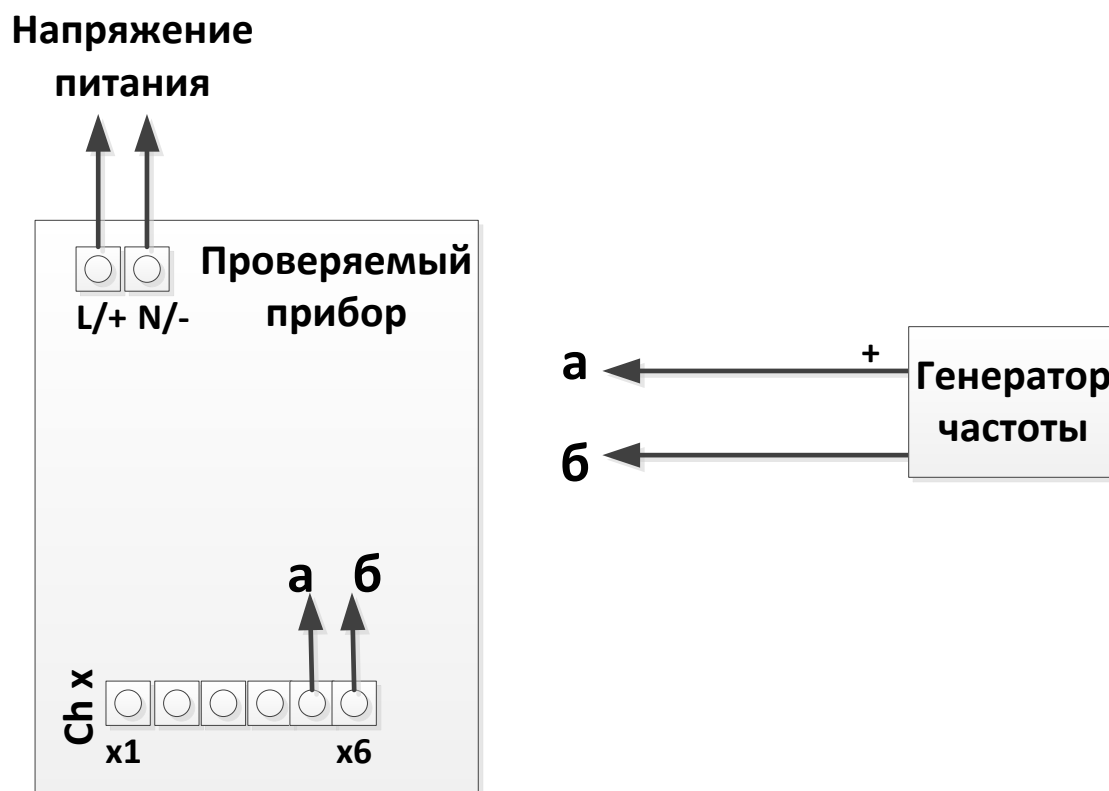 Напряжение
питания
Проверяемый
прибор
L/+ N/-
а
+
Генератор
частоты
б
а б
Ch x
x1
x6